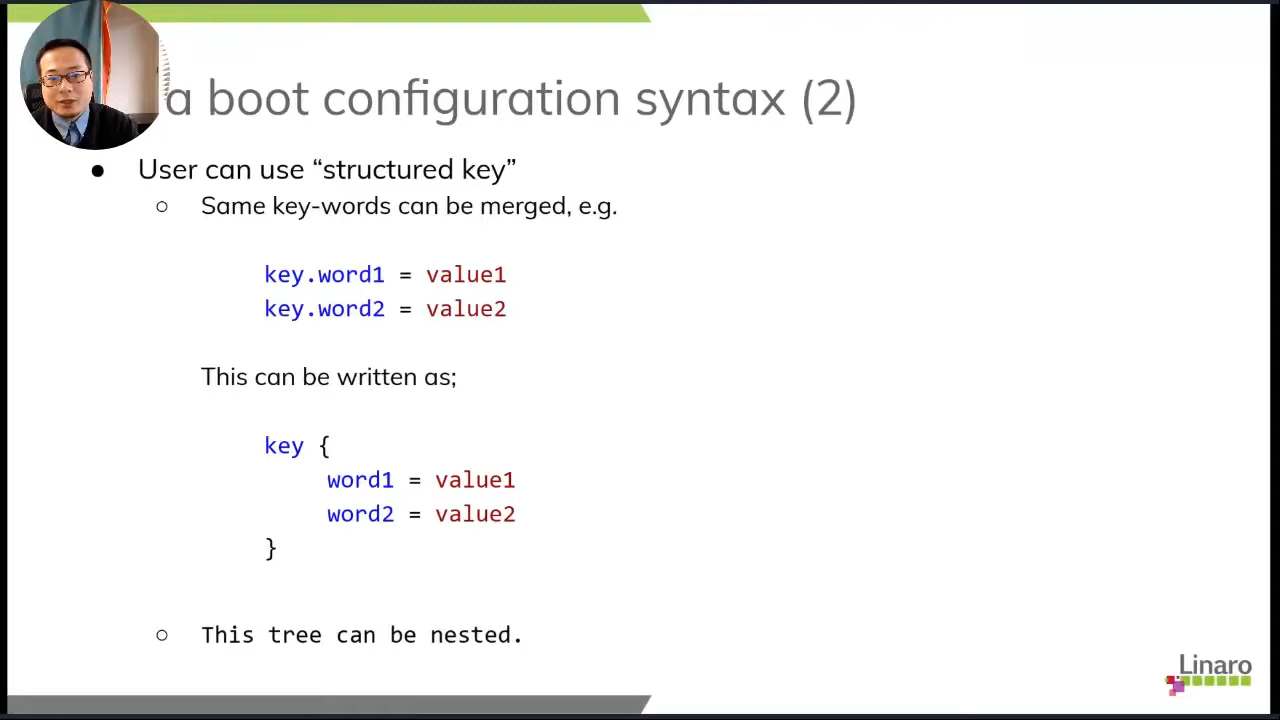 a boot configuration syntax (2)
● User can use “structured key”
○ Same key-words can be merged, e.g.
key.word1 = value1
key.word2 = value2
This can be written as;
key {
word1 = value1
word2 = value2
}
○ This tree can be nested.
Linaro